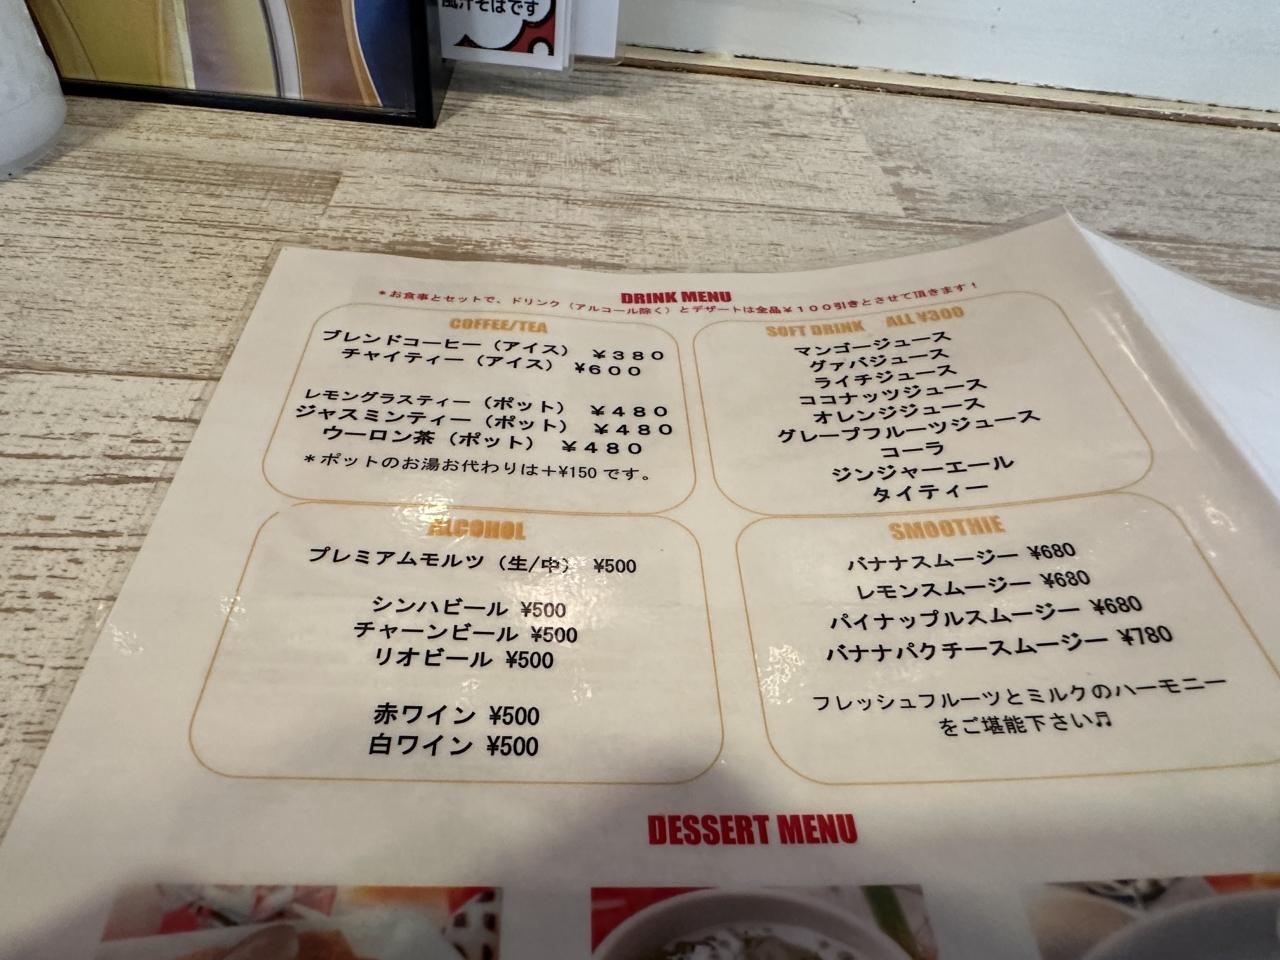 風汁そばです
DRINK MENU
*お食事とセットで、ドリンク（アルコール除く）とデザートは全品￥１００引きとさせて頂きます！
COFFEE/TEA
ブレンドコーヒー（アイス） ￥３８０
チャイティー（アイス） ¥６００
レモングラスティー（ポット） ￥４８０
ジャスミンティー（ポット） ￥４８０
ウーロン茶（ポット） ￥４８０
*ポットのお湯お代わりは＋¥150 です。
SOFT DRINK ALL ¥300
マンゴージュース
グァバジュース
ライチジュース
ココナッツジュース
オレンジジュース
グレープフルーツジュース
コーラ
ジンジャーエール
タイティー
ALCOHOL
プレミアムモルツ（生/中） ¥500
シンハビール ¥500
チャーンビール ¥500
リオビール ¥500
赤ワイン ¥500
白ワイン ¥500
SMOOTHIE
バナナスムージー ¥680
レモンスムージー ¥680
パイナップルスムージー ¥680
バナナパクチースムージー ¥780
フレッシュフルーツとミルクのハーモニー
をご堪能下さい♬
DESSERT MENU